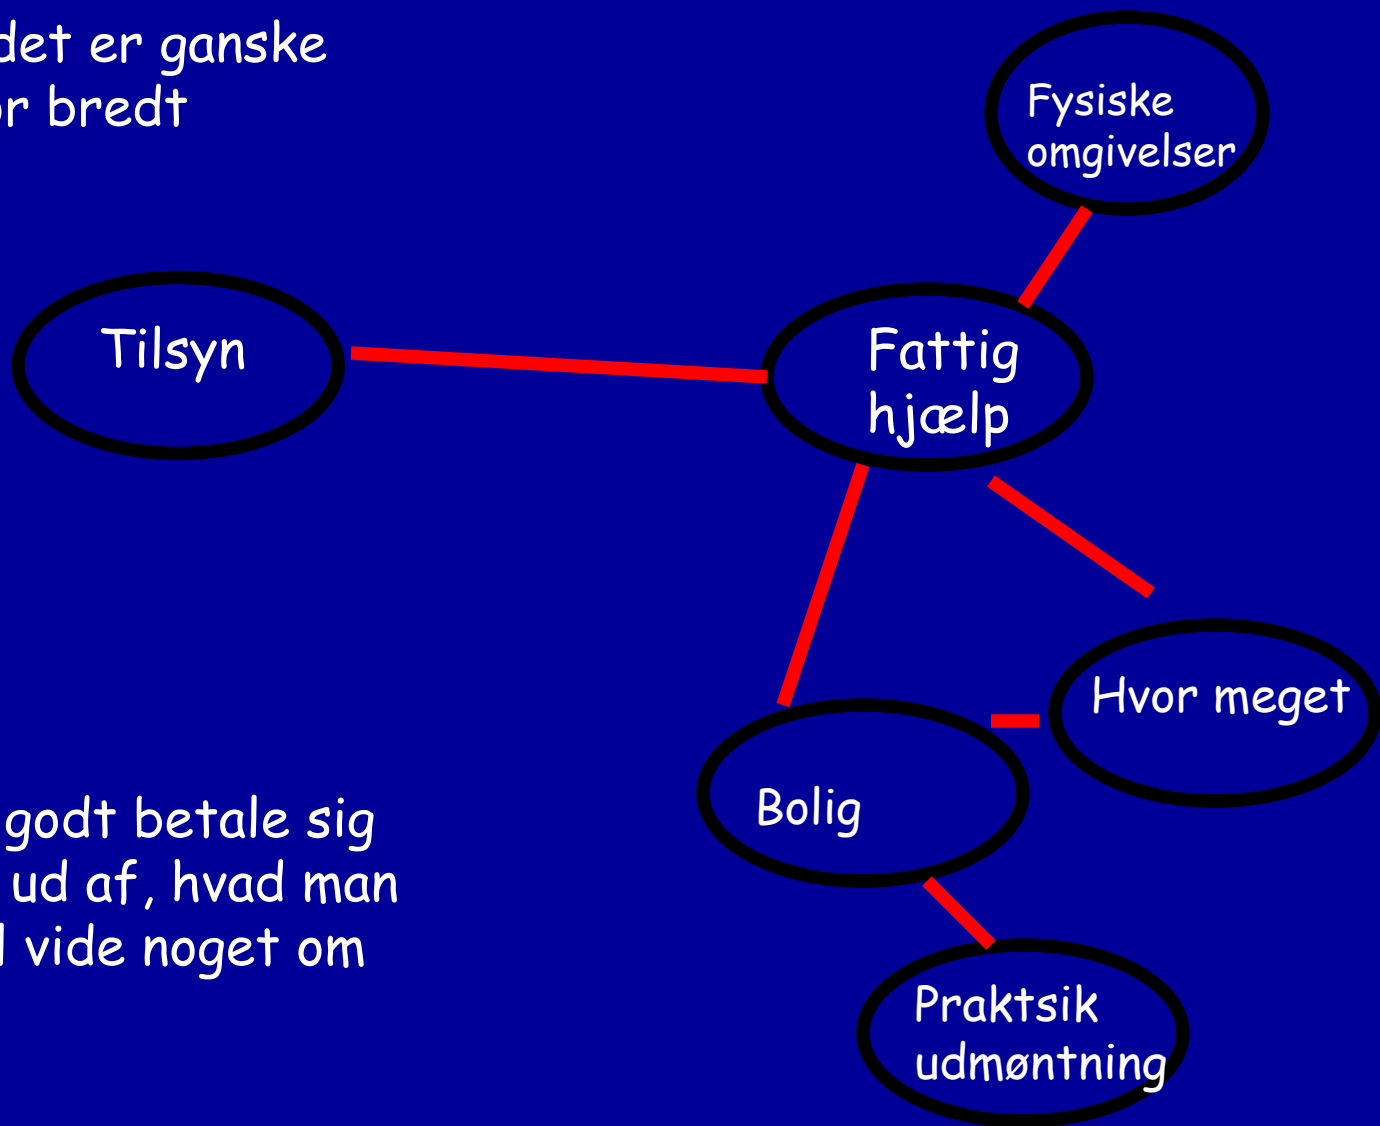 det er ganske
or bredt
Fysiske
omgivelser
Tilsyn
Fattig
hjælp
Hvor meget
Bolig
godt betale sig
ud af, hvad man
l vide noget om
Praktsik
udmøntning